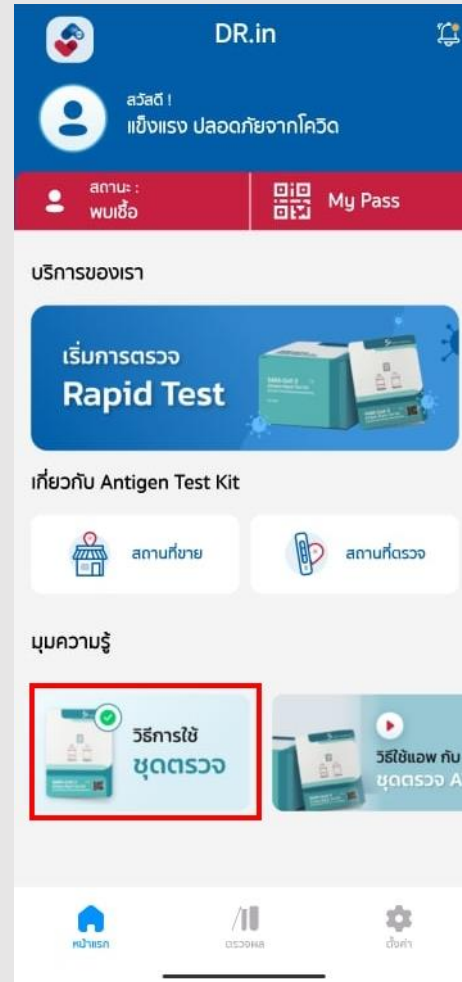 DR.in
สวัสดี !
แข็งแรง ปลอดภัยจากโควิด
สถานะ :
พบเชื้อ
My Pass
บริการของเรา
เริ่มการตรวจ
Rapid Test
เกี่ยวกับ Antigen Test Kit
สถานที่ขาย
สถานที่ตรวจ
มุมความรู้
วิธีการใช้
ชุดตรวจ
วิธีใช้แอพ กับ
ชุดตรวจ A
หน้าแรก
ตรวจผล
ตั้งค่า